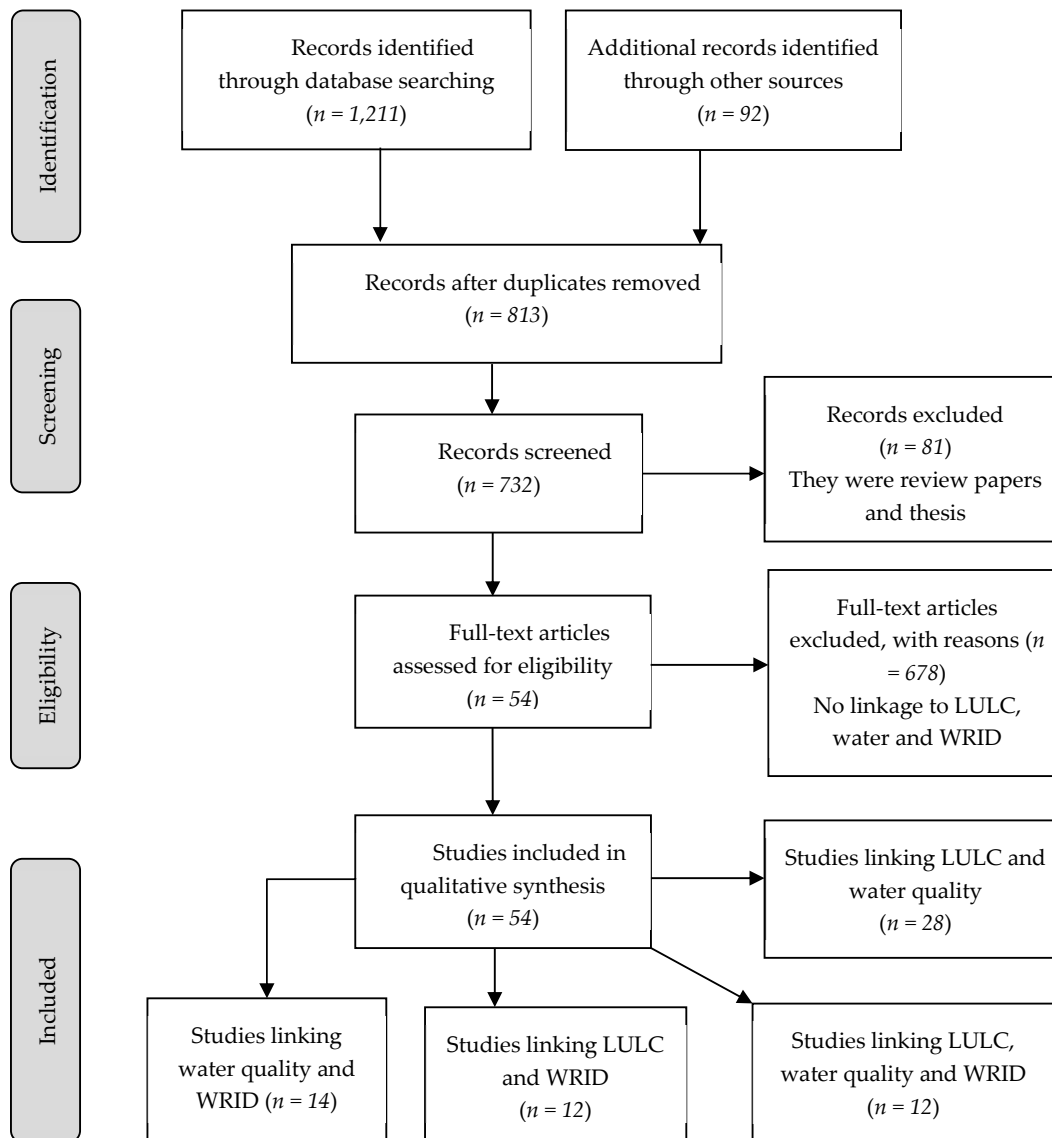 Identification
Records identified
through database searching
(n = 1,211)
Additional records identified
through other sources
(n = 92)
Records after duplicates removed
(n = 813)
Screening
Records screened
(n = 732)
Records excluded
(n = 81)
They were review papers
and thesis
Eligibility
Full-text articles
assessed for eligibility
(n = 54)
Full-text articles
excluded, with reasons (n
= 678)
No linkage to LULC,
water and WRID
Included
Studies included in
qualitative synthesis
(n = 54)
Studies linking LULC and
water quality
(n = 28)
Studies linking
water quality and
WRID (n = 14)
Studies linking LULC
and WRID
(n = 12)
Studies linking LULC,
water quality and WRID
(n = 12)